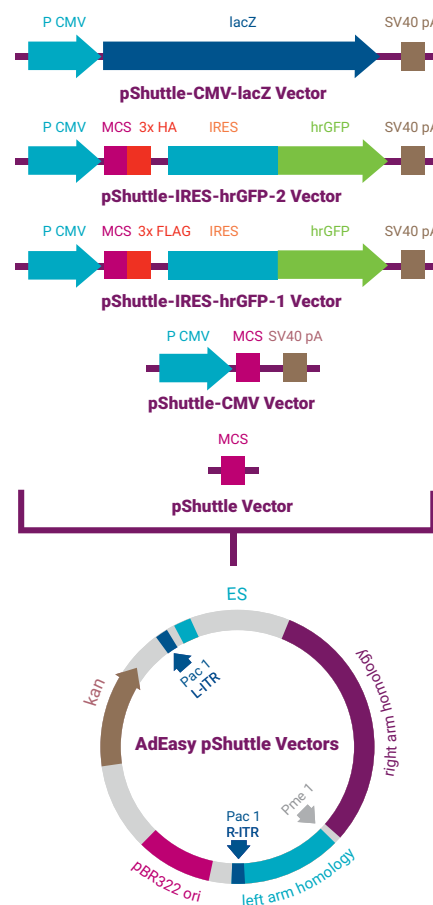 P CMV lacZ SV40 pA
pShuttle-CMV-lacZ Vector
P CMV MCS 3x HA IRES hrGFP SV40 pA
pShuttle-IRES-hrGFP-2 Vector
P CMV MCS 3x FLAG IRES hrGFP SV40 pA
pShuttle-IRES-hrGFP-1 Vector
P CMV MCS SV40 pA
pShuttle-CMV Vector
MCS
pShuttle Vector
ES
Pac 1
L-ITR
kan
right arm homology
AdEasy pShuttle Vectors
Pme 1
Pac 1
R-ITR
pBR322 ori
left arm homology